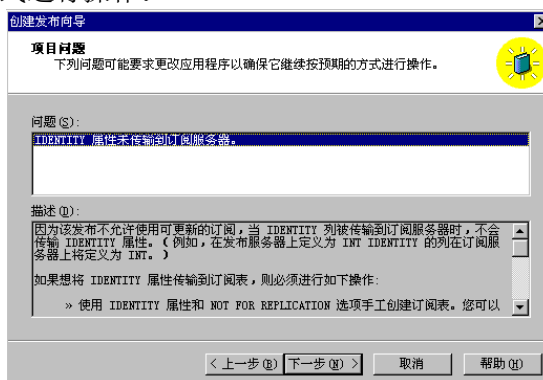 创建发布向导
项目问题
下列问题可能要求更改应用程序以确保它继续按预期的方式进行操作。
问题(S):
IDENTITY 属性未传输到订阅服务器。
描述(D):
因为该发布不允许使用可更新的订阅，当 IDENTITY 列被传输到订阅服务器时，不会
传输 IDENTITY 属性。(例如，在发布服务器上定义为 INT IDENTITY 的列在订阅服
务器上将定义为 INT。)
如果想将 IDENTITY 属性传输到订阅表，则必须进行如下操作:
» 使用 IDENTITY 属性和 NOT FOR REPLICATION 选项手工创建订阅表。您可以
< 上一步(B) 下一步(N) > 取消 帮助(H)